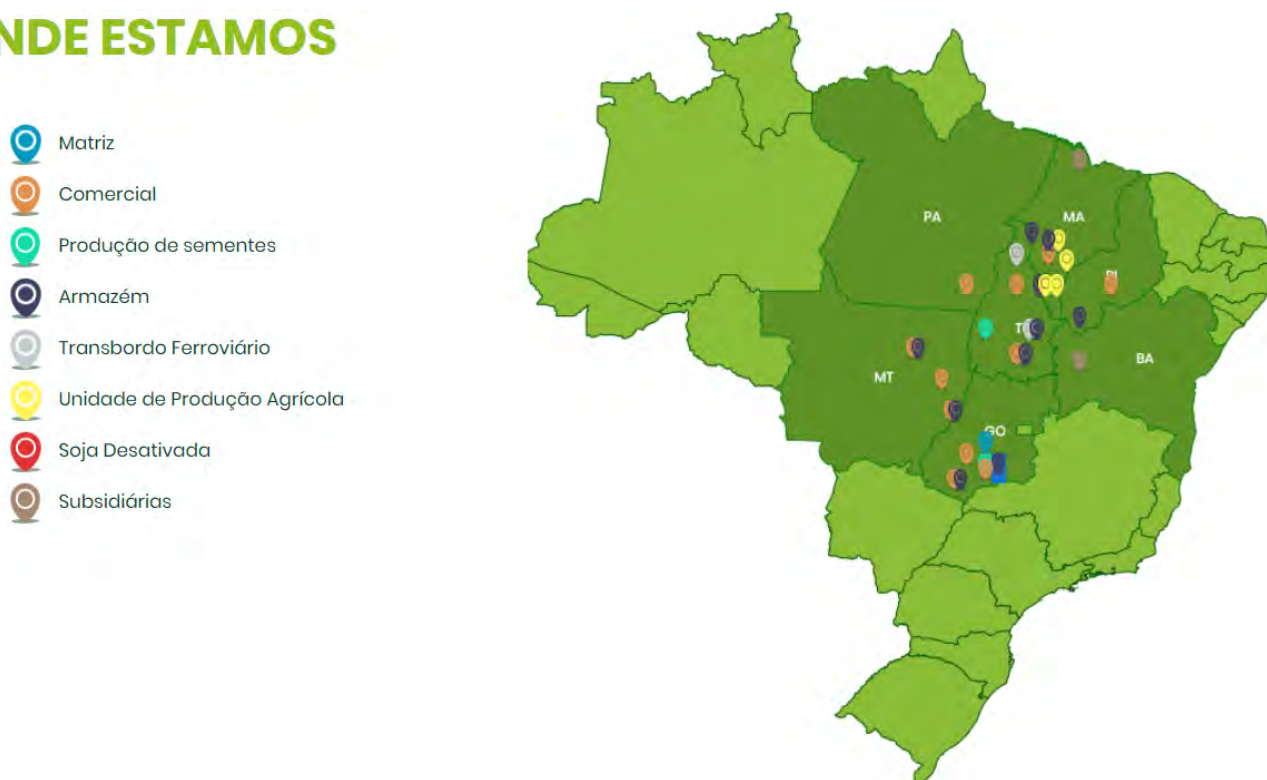 NDE ESTAMOS
Matriz
Comercial
Produção de sementes
Armazém
Transbordo Ferroviário
Unidade de Produção Agrícola
Soja Desativada
Subsidiárias
PA
MA
PI
T
BA
MT
GO